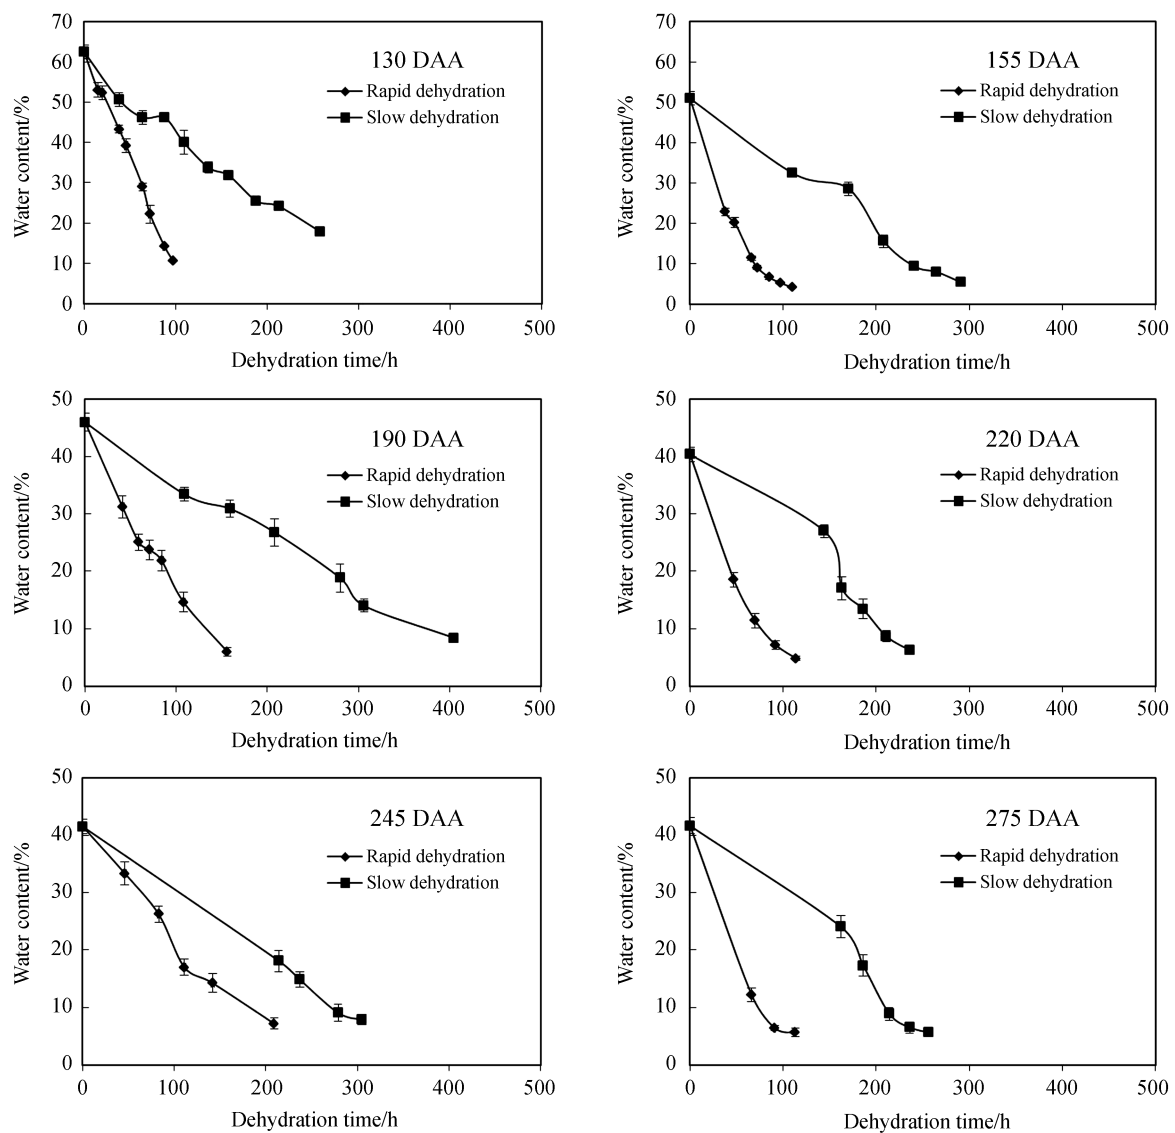 70
60
50
40
30
20
10
0
Water content/%
130 DAA
Rapid dehydration
Slow dehydration
0 100 200 300 400 500
Dehydration time/h
70
60
50
40
30
20
10
0
Water content/%
155 DAA
Rapid dehydration
Slow dehydration
0 100 200 300 400 500
Dehydration time/h
50
40
30
20
10
0
Water content/%
190 DAA
Rapid dehydration
Slow dehydration
0 100 200 300 400 500
Dehydration time/h
50
40
30
20
10
0
Water content/%
220 DAA
Rapid dehydration
Slow dehydration
0 100 200 300 400 500
Dehydration time/h
50
40
30
20
10
0
Water content/%
245 DAA
Rapid dehydration
Slow dehydration
0 100 200 300 400 500
Dehydration time/h
50
40
30
20
10
0
Water content/%
275 DAA
Rapid dehydration
Slow dehydration
0 100 200 300 400 500
Dehydration time/h